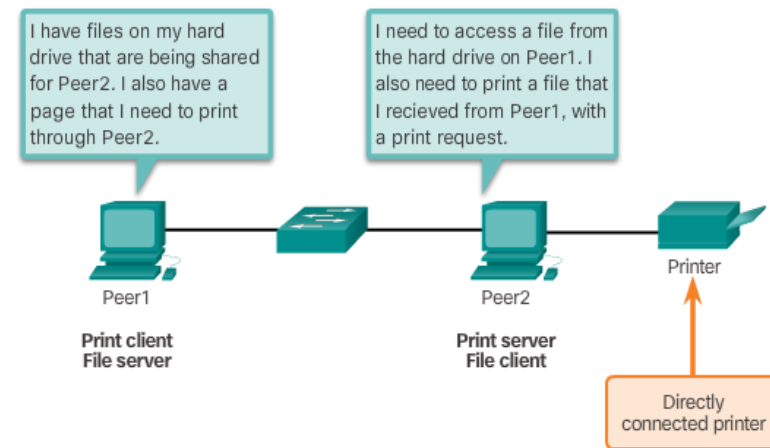 I have files on my hard
drive that are being shared
for Peer2. I also have a
page that I need to print
through Peer2.
I need to access a file from
the hard drive on Peer1. I
also need to print a file that
I recieved from Peer1, with
a print request.
Peer1
Print client
File server
Peer2
Print server
File client
Printer
Directly
connected printer